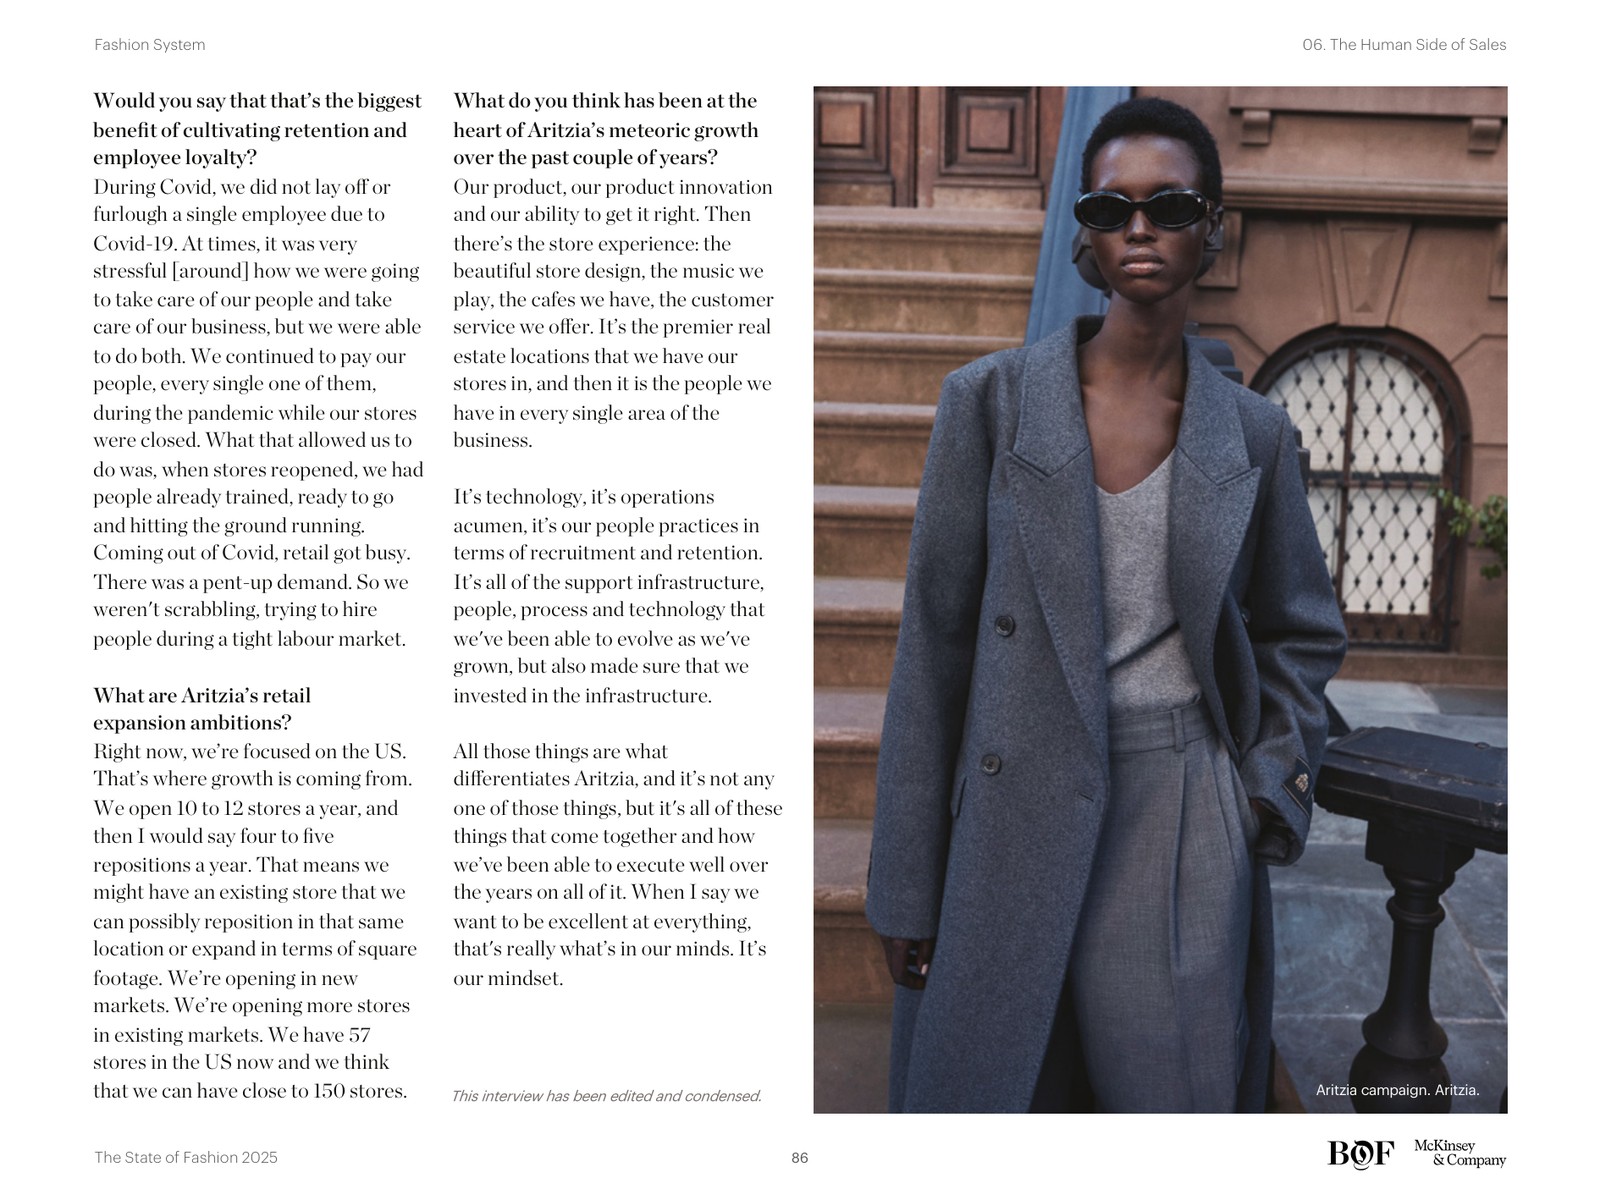 Fashion System
06. The Human Side of Sales
Would you say that that’s the biggest
benefit of cultivating retention and
employee loyalty?
During Covid, we did not lay off or
furlough a single employee due to
Covid-19. At times, it was very
stressful [around] how we were going
to take care of our people and take
care of our business, but we were able
to do both. We continued to pay our
people, every single one of them,
during the pandemic while our stores
were closed. What that allowed us to
do was, when stores reopened, we had
people already trained, ready to go
and hitting the ground running.
Coming out of Covid, retail got busy.
There was a pent-up demand. So we
weren't scrabbling, trying to hire
people during a tight labour market.
What are Aritzia’s retail
expansion ambitions?
Right now, we’re focused on the US.
That’s where growth is coming from.
We open 10 to 12 stores a year, and
then I would say four to five
repositions a year. That means we
might have an existing store that we
can possibly reposition in that same
location or expand in terms of square
footage. We’re opening in new
markets. We’re opening more stores
in existing markets. We have 57
stores in the US now and we think
that we can have close to 150 stores.
What do you think has been at the
heart of Aritzia’s meteoric growth
over the past couple of years?
Our product, our product innovation
and our ability to get it right. Then
there’s the store experience: the
beautiful store design, the music we
play, the cafes we have, the customer
service we offer. It’s the premier real
estate locations that we have our
stores in, and then it is the people we
have in every single area of the
business.
It’s technology, it’s operations
acumen, it’s our people practices in
terms of recruitment and retention.
It’s all of the support infrastructure,
people, process and technology that
we've been able to evolve as we've
grown, but also made sure that we
invested in the infrastructure.
All those things are what
differentiates Aritzia, and it’s not any
one of those things, but it's all of these
things that come together and how
we’ve been able to execute well over
the years on all of it. When I say we
want to be excellent at everything,
that's really what’s in our minds. It’s
our mindset.
This interview has been edited and condensed.
Aritzia campaign. Aritzia.
The State of Fashion 2025
86
BOF
McKinsey
& Company